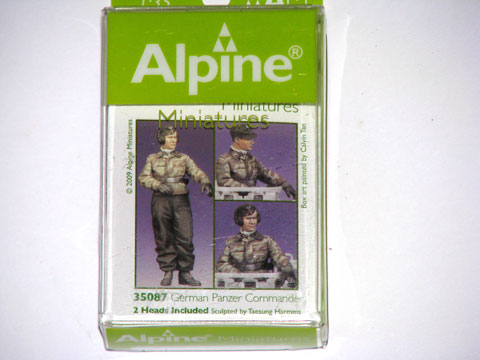 Alpine®
Miniatures
Miniatures
© 2009 Alpine Miniatures
Box art painted by Calvin Tan
35087 German Panzer Commander
2 Heads Included Sculpted by Taesung Harmms
Alpine Miniatures